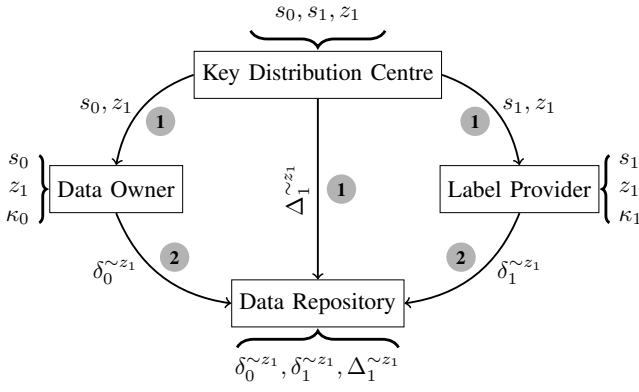 s₀, s₁, z₁
Key Distribution Centre
s₀, z₁
1
s₁, z₁
1
Δ₁^{∼z₁}
1
s₀
z₁
κ₀
Data Owner
Label Provider
s₁
z₁
κ₁
δ₀^{∼z₁}
2
2
δ₁^{∼z₁}
Data Repository
δ₀^{∼z₁}, δ₁^{∼z₁}, Δ₁^{∼z₁}